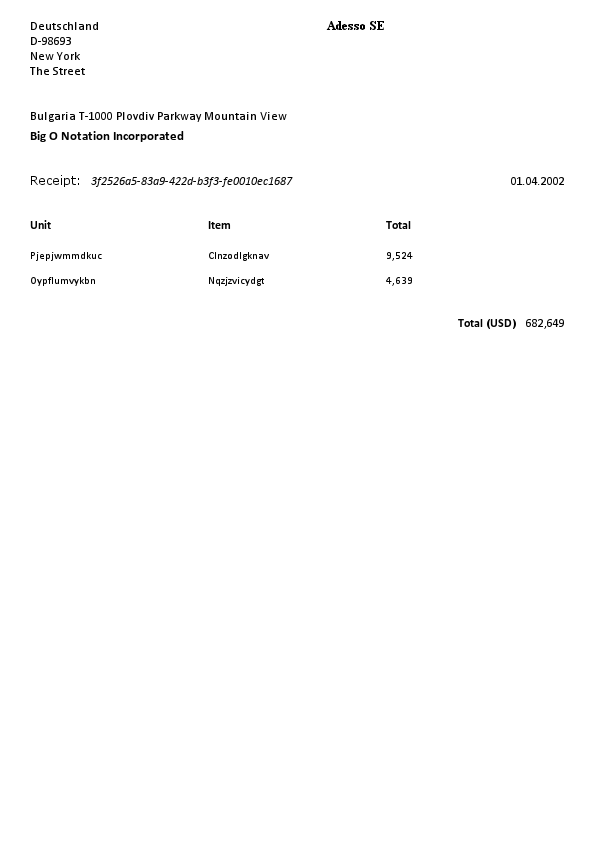 Deutschland
Adesso SE
D-98693
New York
The Street
Bulgaria T-1000 Plovdiv Parkway Mountain View
Big O Notation Incorporated
Receipt: 3f2526a5-83a9-422d-b3f3-fe0010ec1687 01.04.2002
Unit Item Total
Pjepjwmmdkuc Clnzodlgknav 9,524
Oypflumvykbn Nqzjzvicydgt 4,639
Total (USD) 682,649